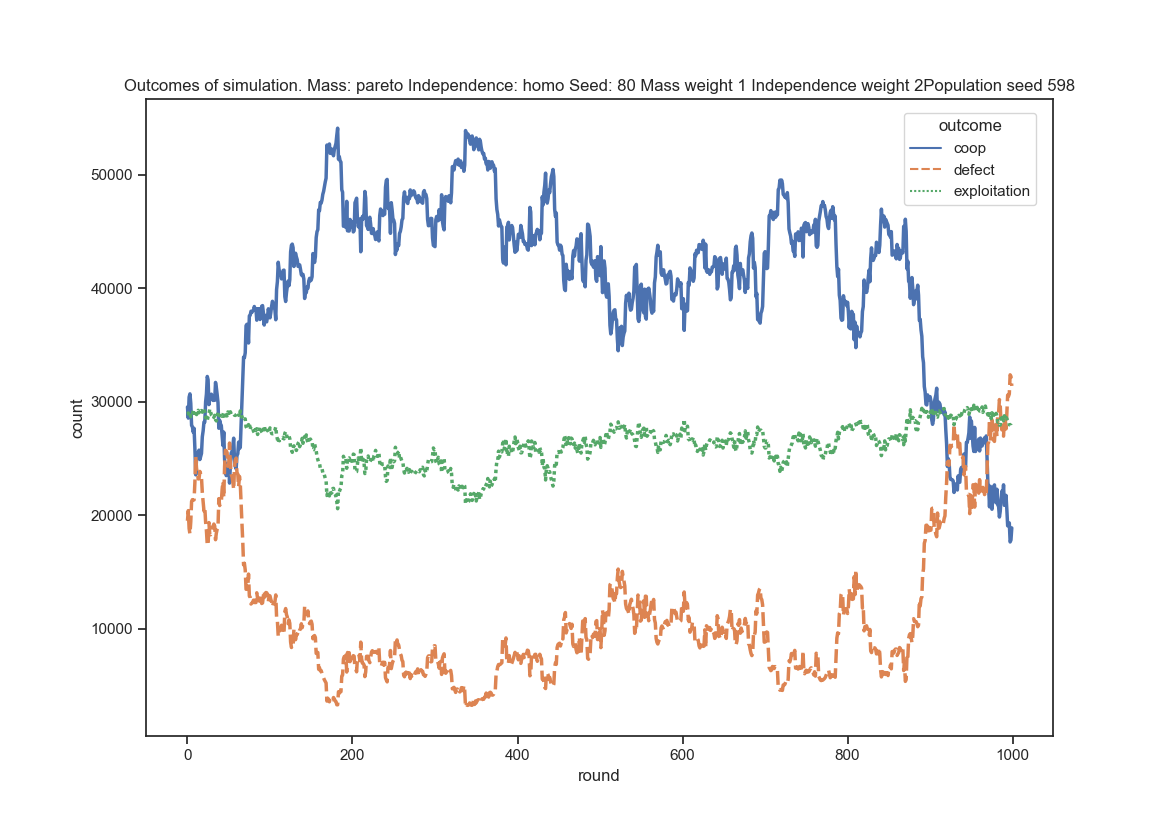 Outcomes of simulation. Mass: pareto Independence: homo Seed: 80 Mass weight 1 Independence weight 2Population seed 598
outcome
coop
defect
exploitation
50000
40000
30000
20000
10000
count
0 200 400 600 800 1000
round